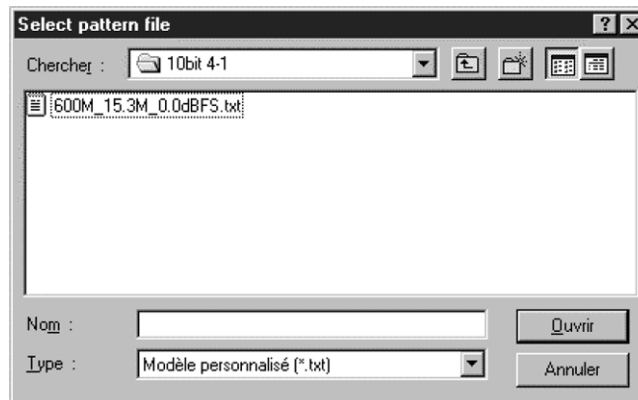 Select pattern file
Chercher : 10bit 4-1
600M_15.3M_0.0dBFS.txt
Nom : Ouvrir
Type : Modèle personnalisé (*.txt) Annuler